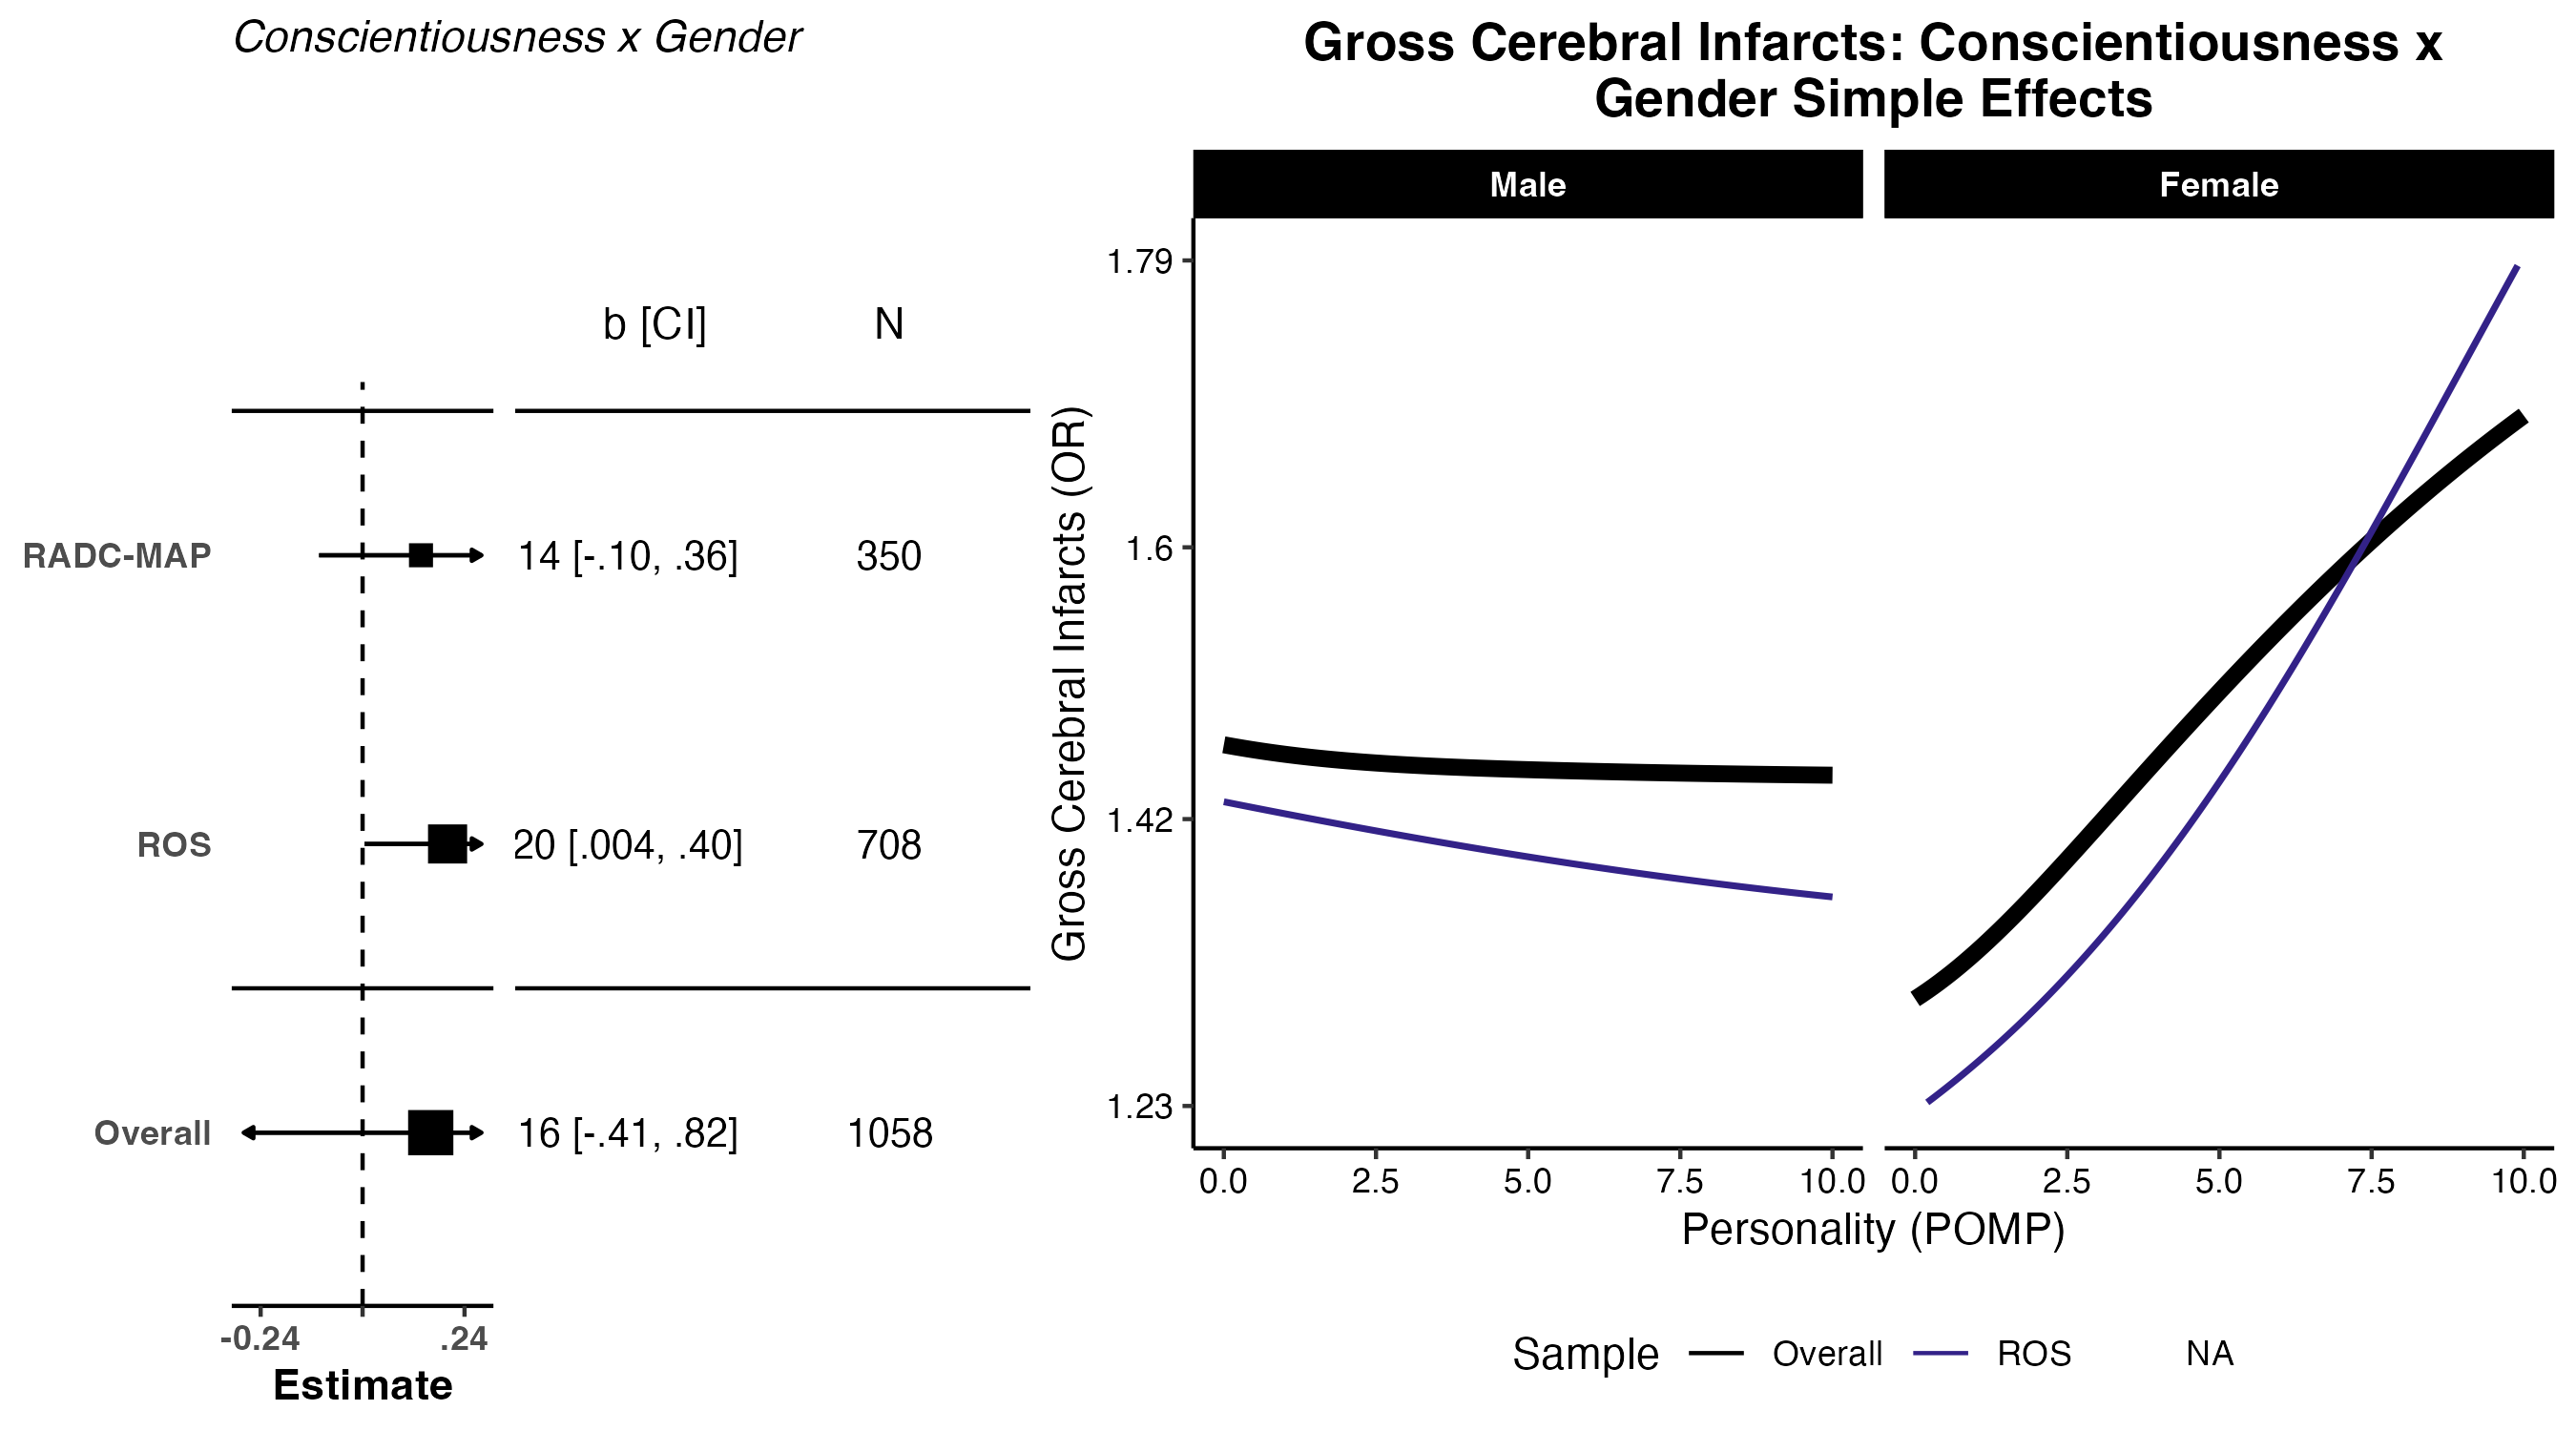 Conscientiousness x Gender
b [CI] N
RADC-MAP 14 [-.10, .36] 350
ROS 20 [.004, .40] 708
Overall 16 [-.41, .82] 1058
-0.24 .24
Estimate
Gross Cerebral Infarcts: Conscientiousness x
Gender Simple Effects
Male Female
Gross Cerebral Infarcts (OR)
1.79
1.6
1.42
1.23
0.0 2.5 5.0 7.5 10.0 0.0 2.5 5.0 7.5 10.0
Personality (POMP)
Sample Overall ROS NA